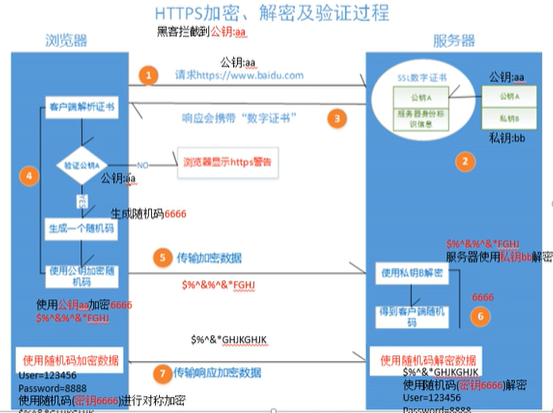 HTTPS加密、解密及验证过程
黑客拦截到公钥:aa
浏览器
服务器
公钥:aa
1
请求https://www.baidu.com
SSL数字证书
公钥A
服务器身份标
识信息
公钥:aa
公钥A
私钥B
私钥:bb
2
客户端解析证书
响应会携带“数字证书”
3
4
验证公钥A
NO
浏览器显示https警告
公钥:aa
YES
生成随机码6666
生成一个随机码
5
传输加密数据
$%^&%^&*FGHJ
服务器使用私钥bb解密
使用公钥加密随
机码
使用私钥B解密
$%^&%^&*FGHJ
使用公钥aa加密6666
$%^&%^&*FGHJ
6666
得到客户端随机
码
6
$%^&*GHJKGHJK
使用随机码加密数据
使用随机码解密数据
7
传输响应加密数据
User=123456
Password=8888
使用随机码(密钥6666)进行对称加密
$%^&*GHJKGHJK
使用随机码(密钥6666)解密
User=123456
Password=8888